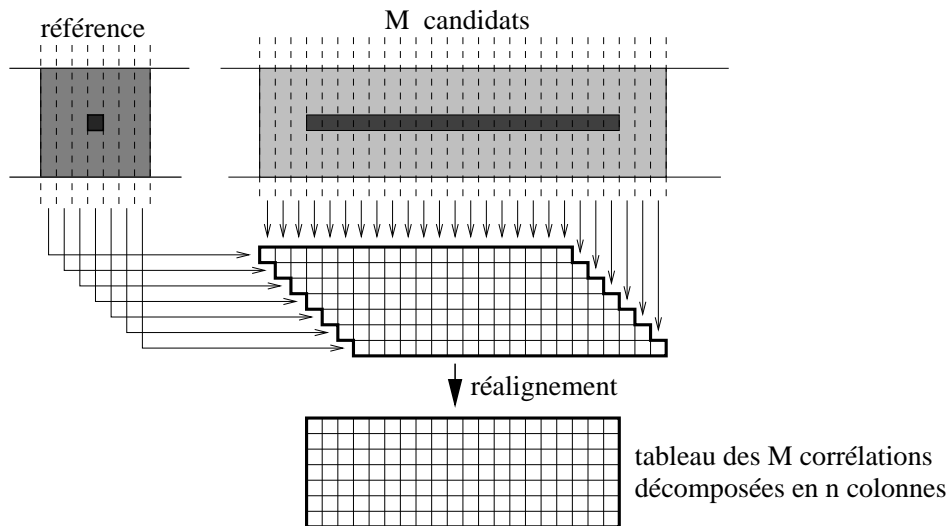 référence
M candidats
réalignement
tableau des M corrélations
décomposées en n colonnes